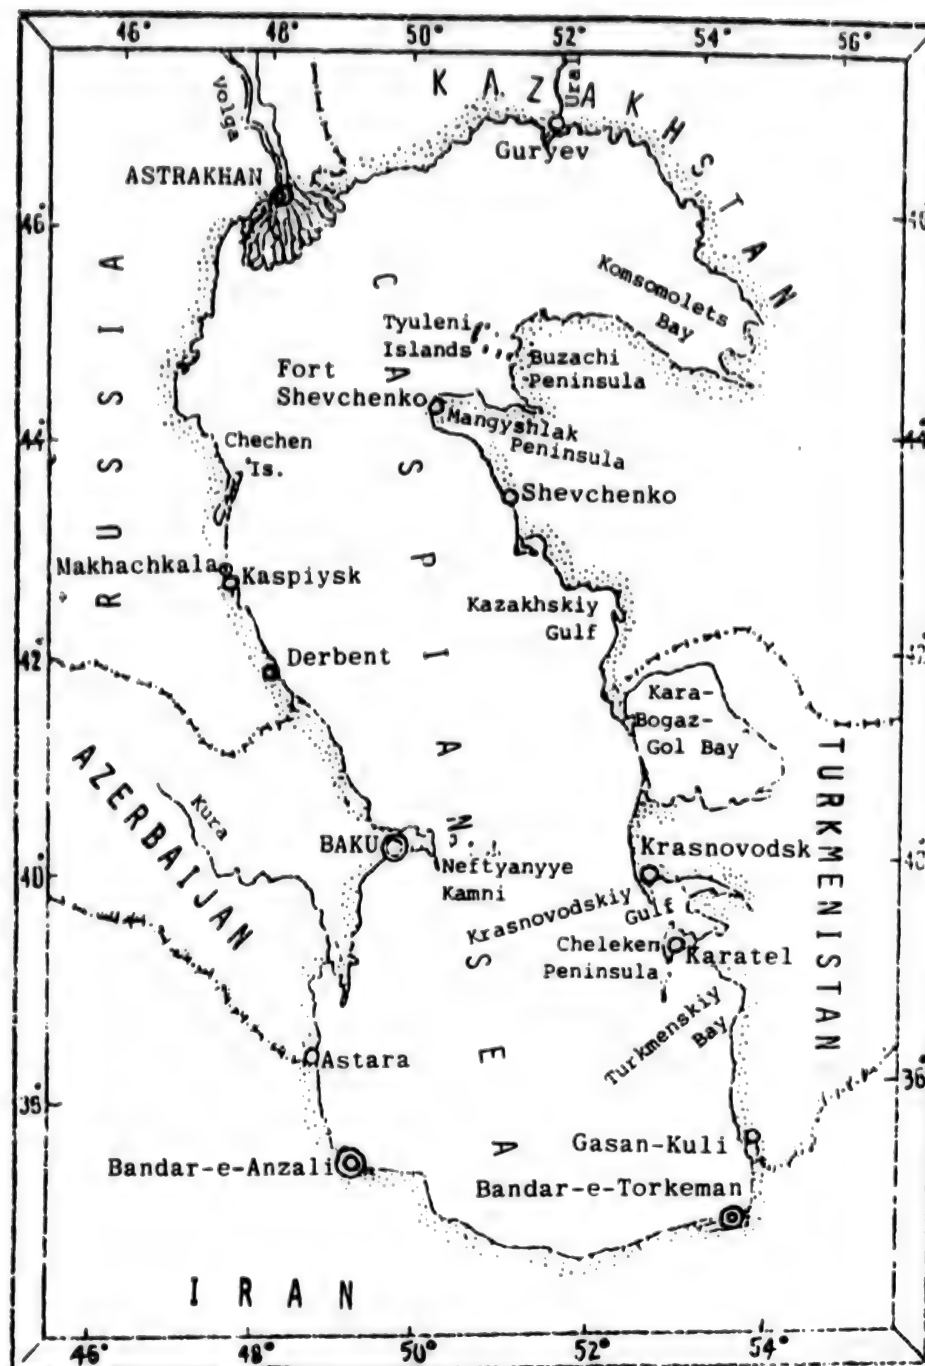 46° 48° 50° 52° 54° 56°
KAZAKHSTAN
Volga
Guryev
ASTRAKHAN
46°
RUSSIA
CASPIAN SEA
Komsomolets
Bay
Tyuleni
Islands
Buzachi
Peninsula
Fort
Shevchenko
Mangyshlak
Peninsula
44°
44
Chechen
Is.
Shevchenko
Makhachkala
Kaspiysk
Kazakhskiy
Gulf
42°
Derbent
Kara-
Bogaz-
Gol Bay
TURKMENISTAN
AZERBAIJAN
Kura
BAKU
Neftyanyye
Kamni
Krasnovodsk
40°
Krasnovodskiy
Gulf
Cheleken
Peninsula
Karatel
Turkmenskiy
Bay
Astara
36°
Gasan-Kuli
Bandar-e-Anzali
Bandar-e-Torkeman
IRAN
46° 48° 50° 52° 54°